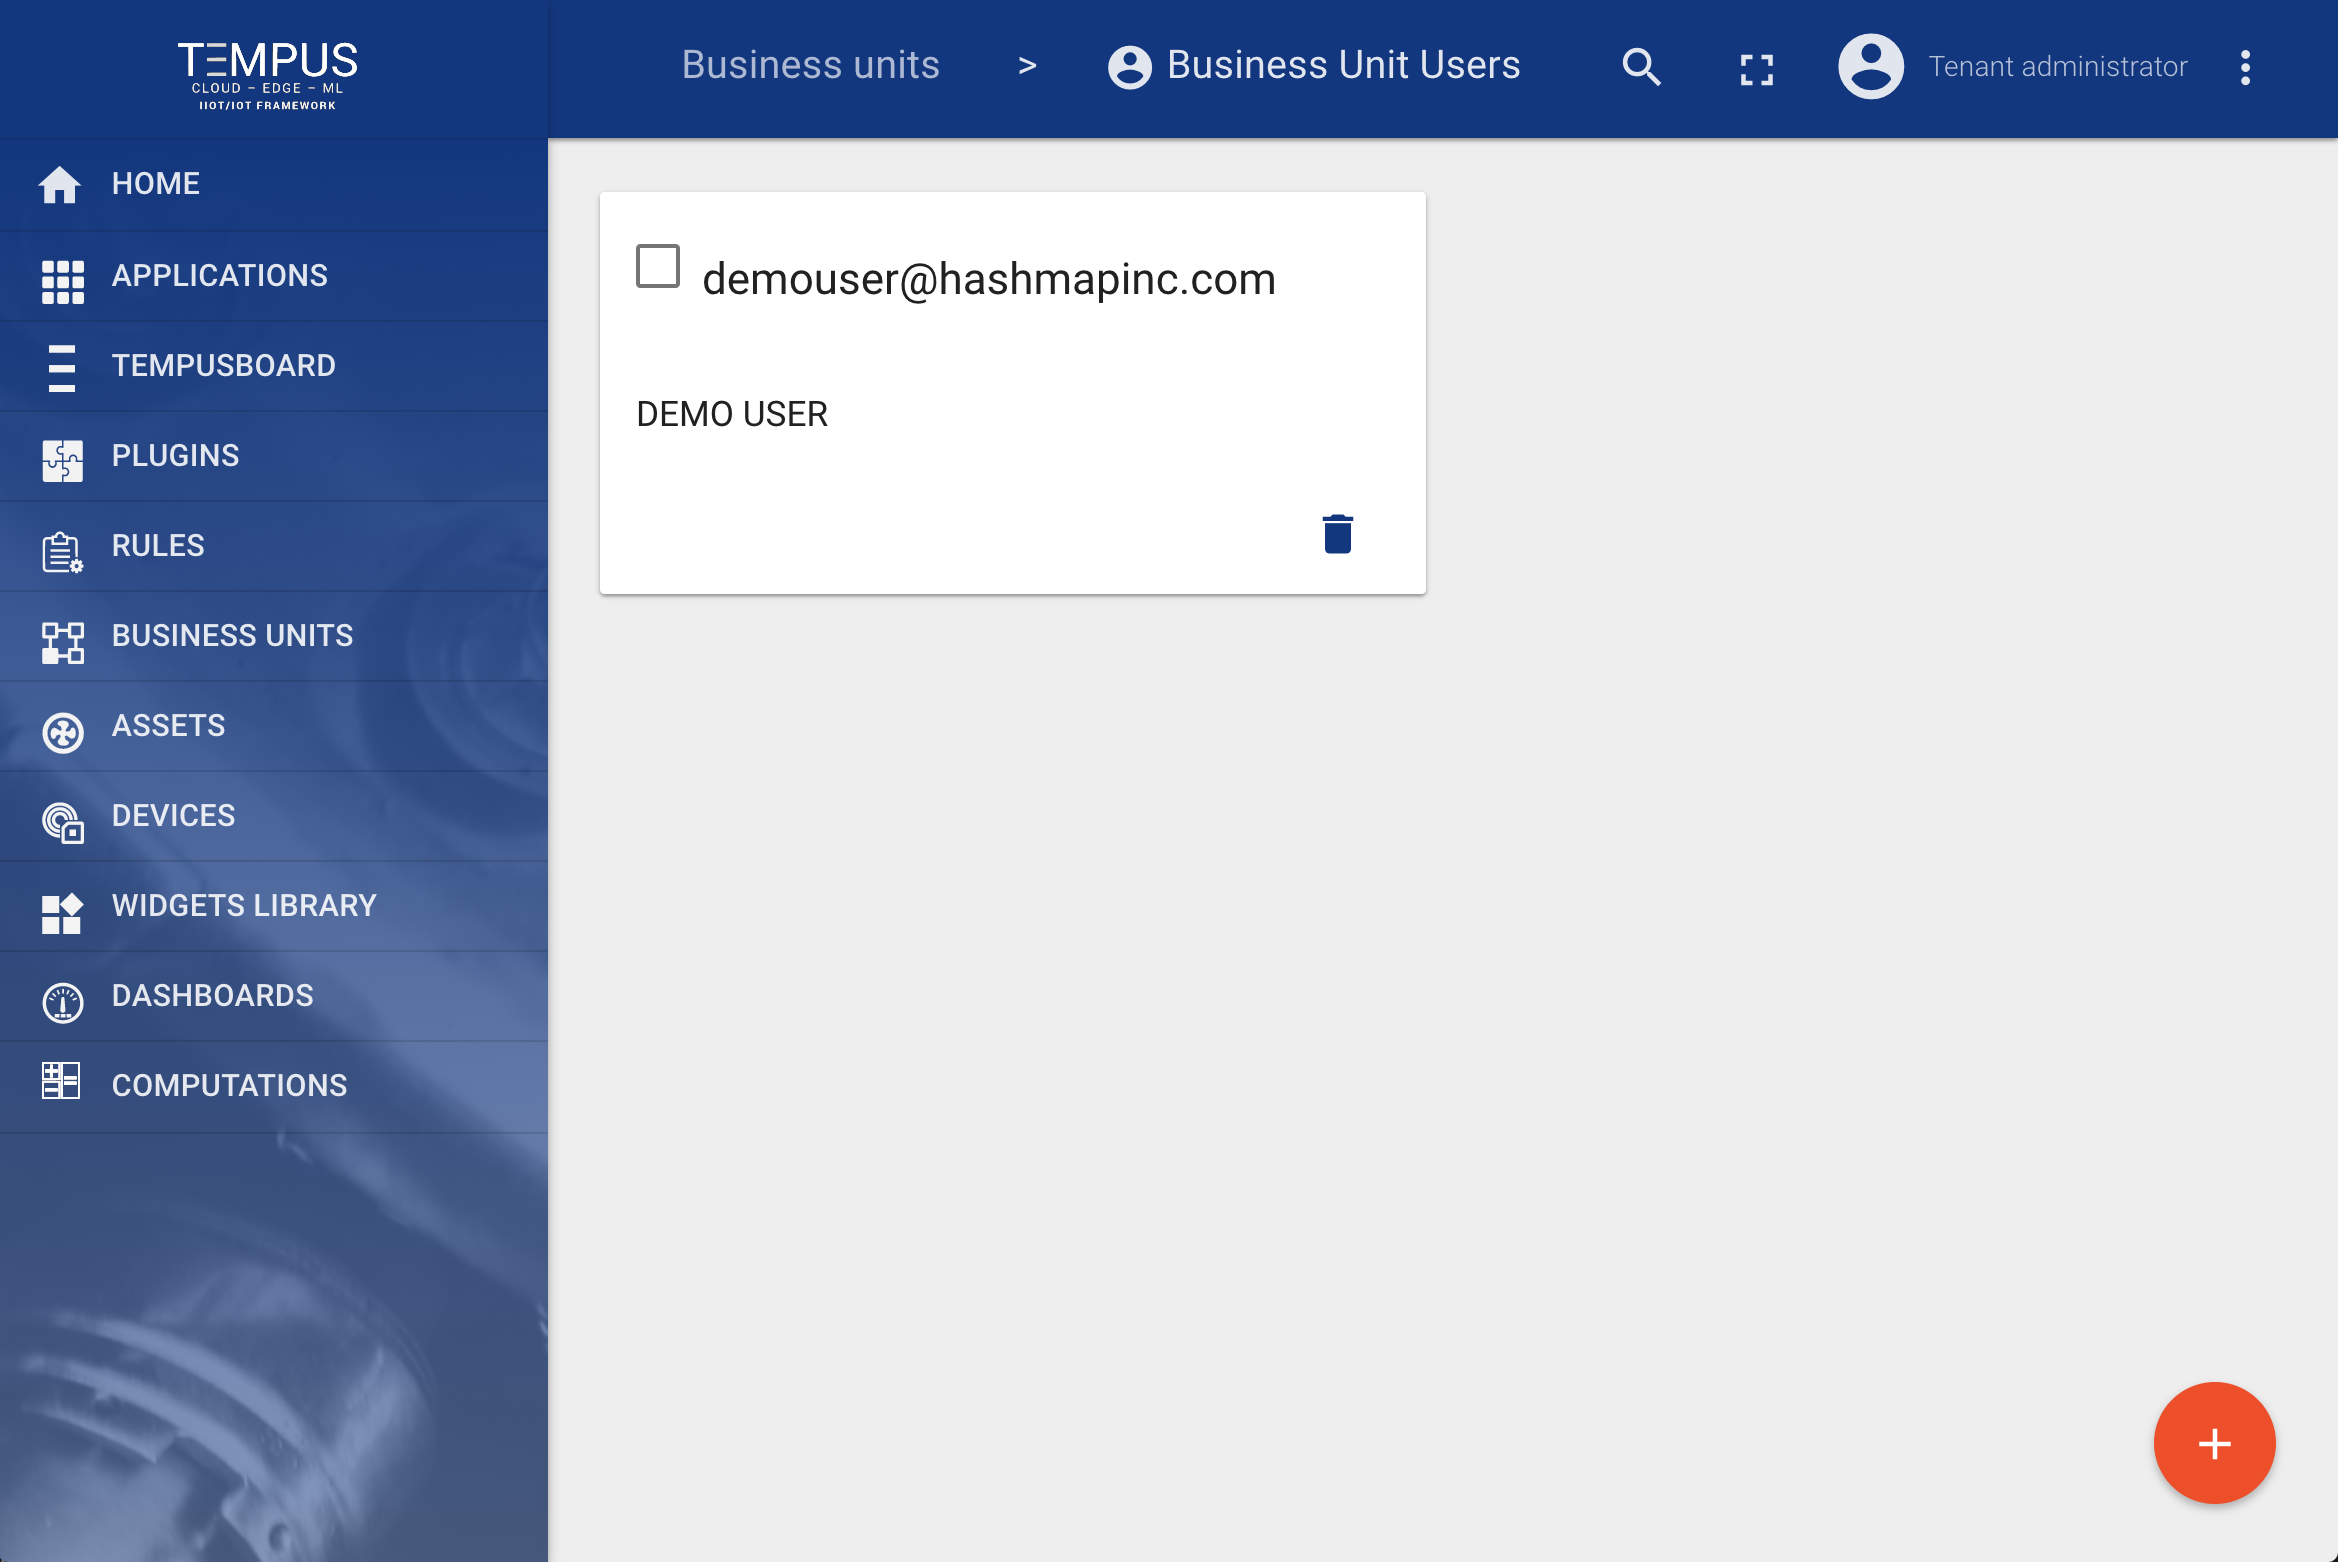 TEMPUS
CLOUD – EDGE – ML
IIOT/IOT FRAMEWORK
Business units > Business Unit Users
Tenant administrator
HOME
APPLICATIONS
TEMPUSBOARD
PLUGINS
RULES
BUSINESS UNITS
ASSETS
DEVICES
WIDGETS LIBRARY
DASHBOARDS
COMPUTATIONS
demouser@hashmapinc.com
DEMO USER